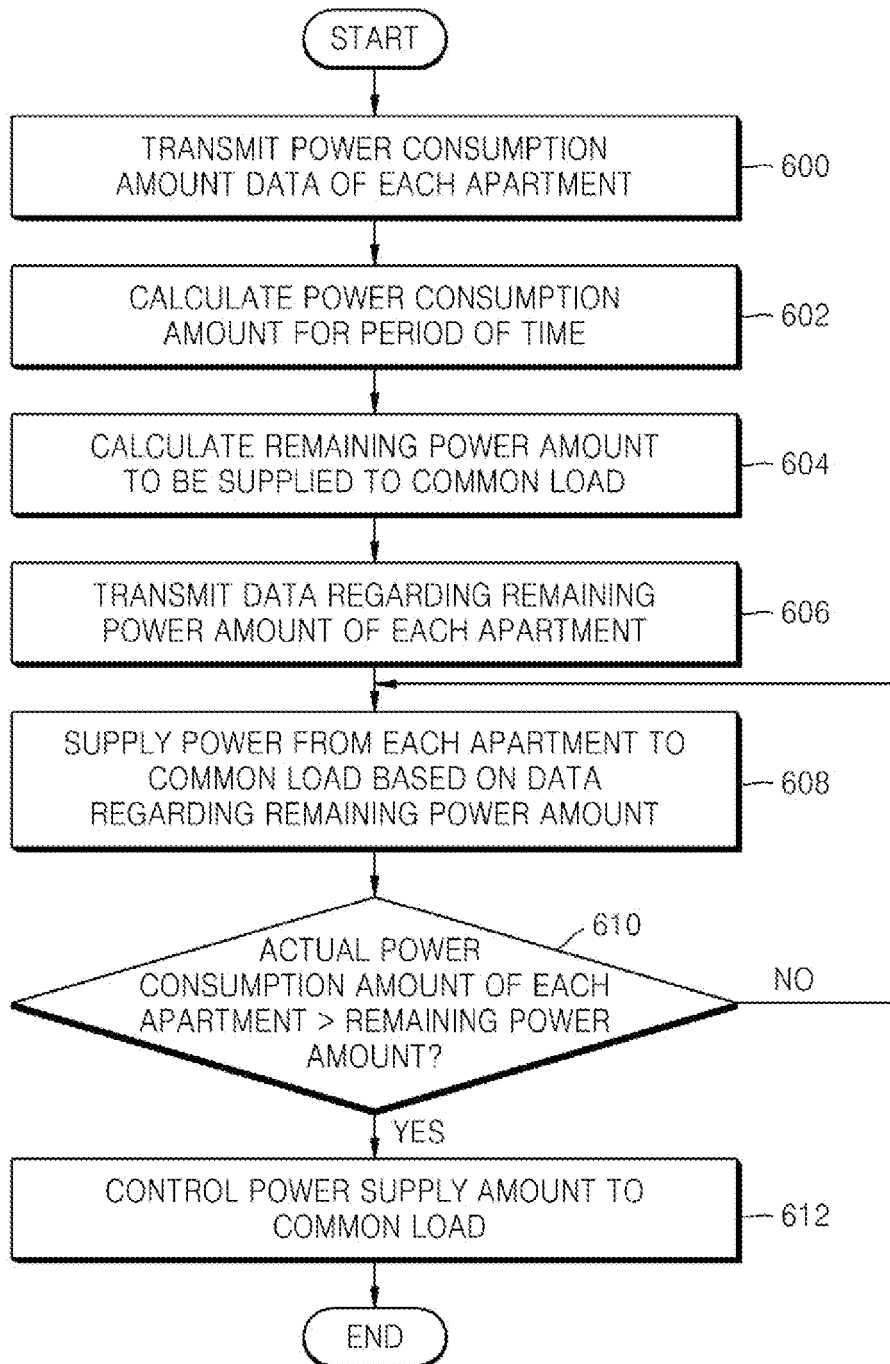 START
TRANSMIT POWER CONSUMPTION
AMOUNT DATA OF EACH APARTMENT
600
CALCULATE POWER CONSUMPTION
AMOUNT FOR PERIOD OF TIME
602
CALCULATE REMAINING POWER AMOUNT
TO BE SUPPLIED TO COMMON LOAD
604
TRANSMIT DATA REGARDING REMAINING
POWER AMOUNT OF EACH APARTMENT
606
SUPPLY POWER FROM EACH APARTMENT TO
COMMON LOAD BASED ON DATA
REGARDING REMAINING POWER AMOUNT
608
610
ACTUAL POWER
CONSUMPTION AMOUNT OF EACH
APARTMENT > REMAINING POWER
AMOUNT?
NO
YES
CONTROL POWER SUPPLY AMOUNT TO
COMMON LOAD
612
END